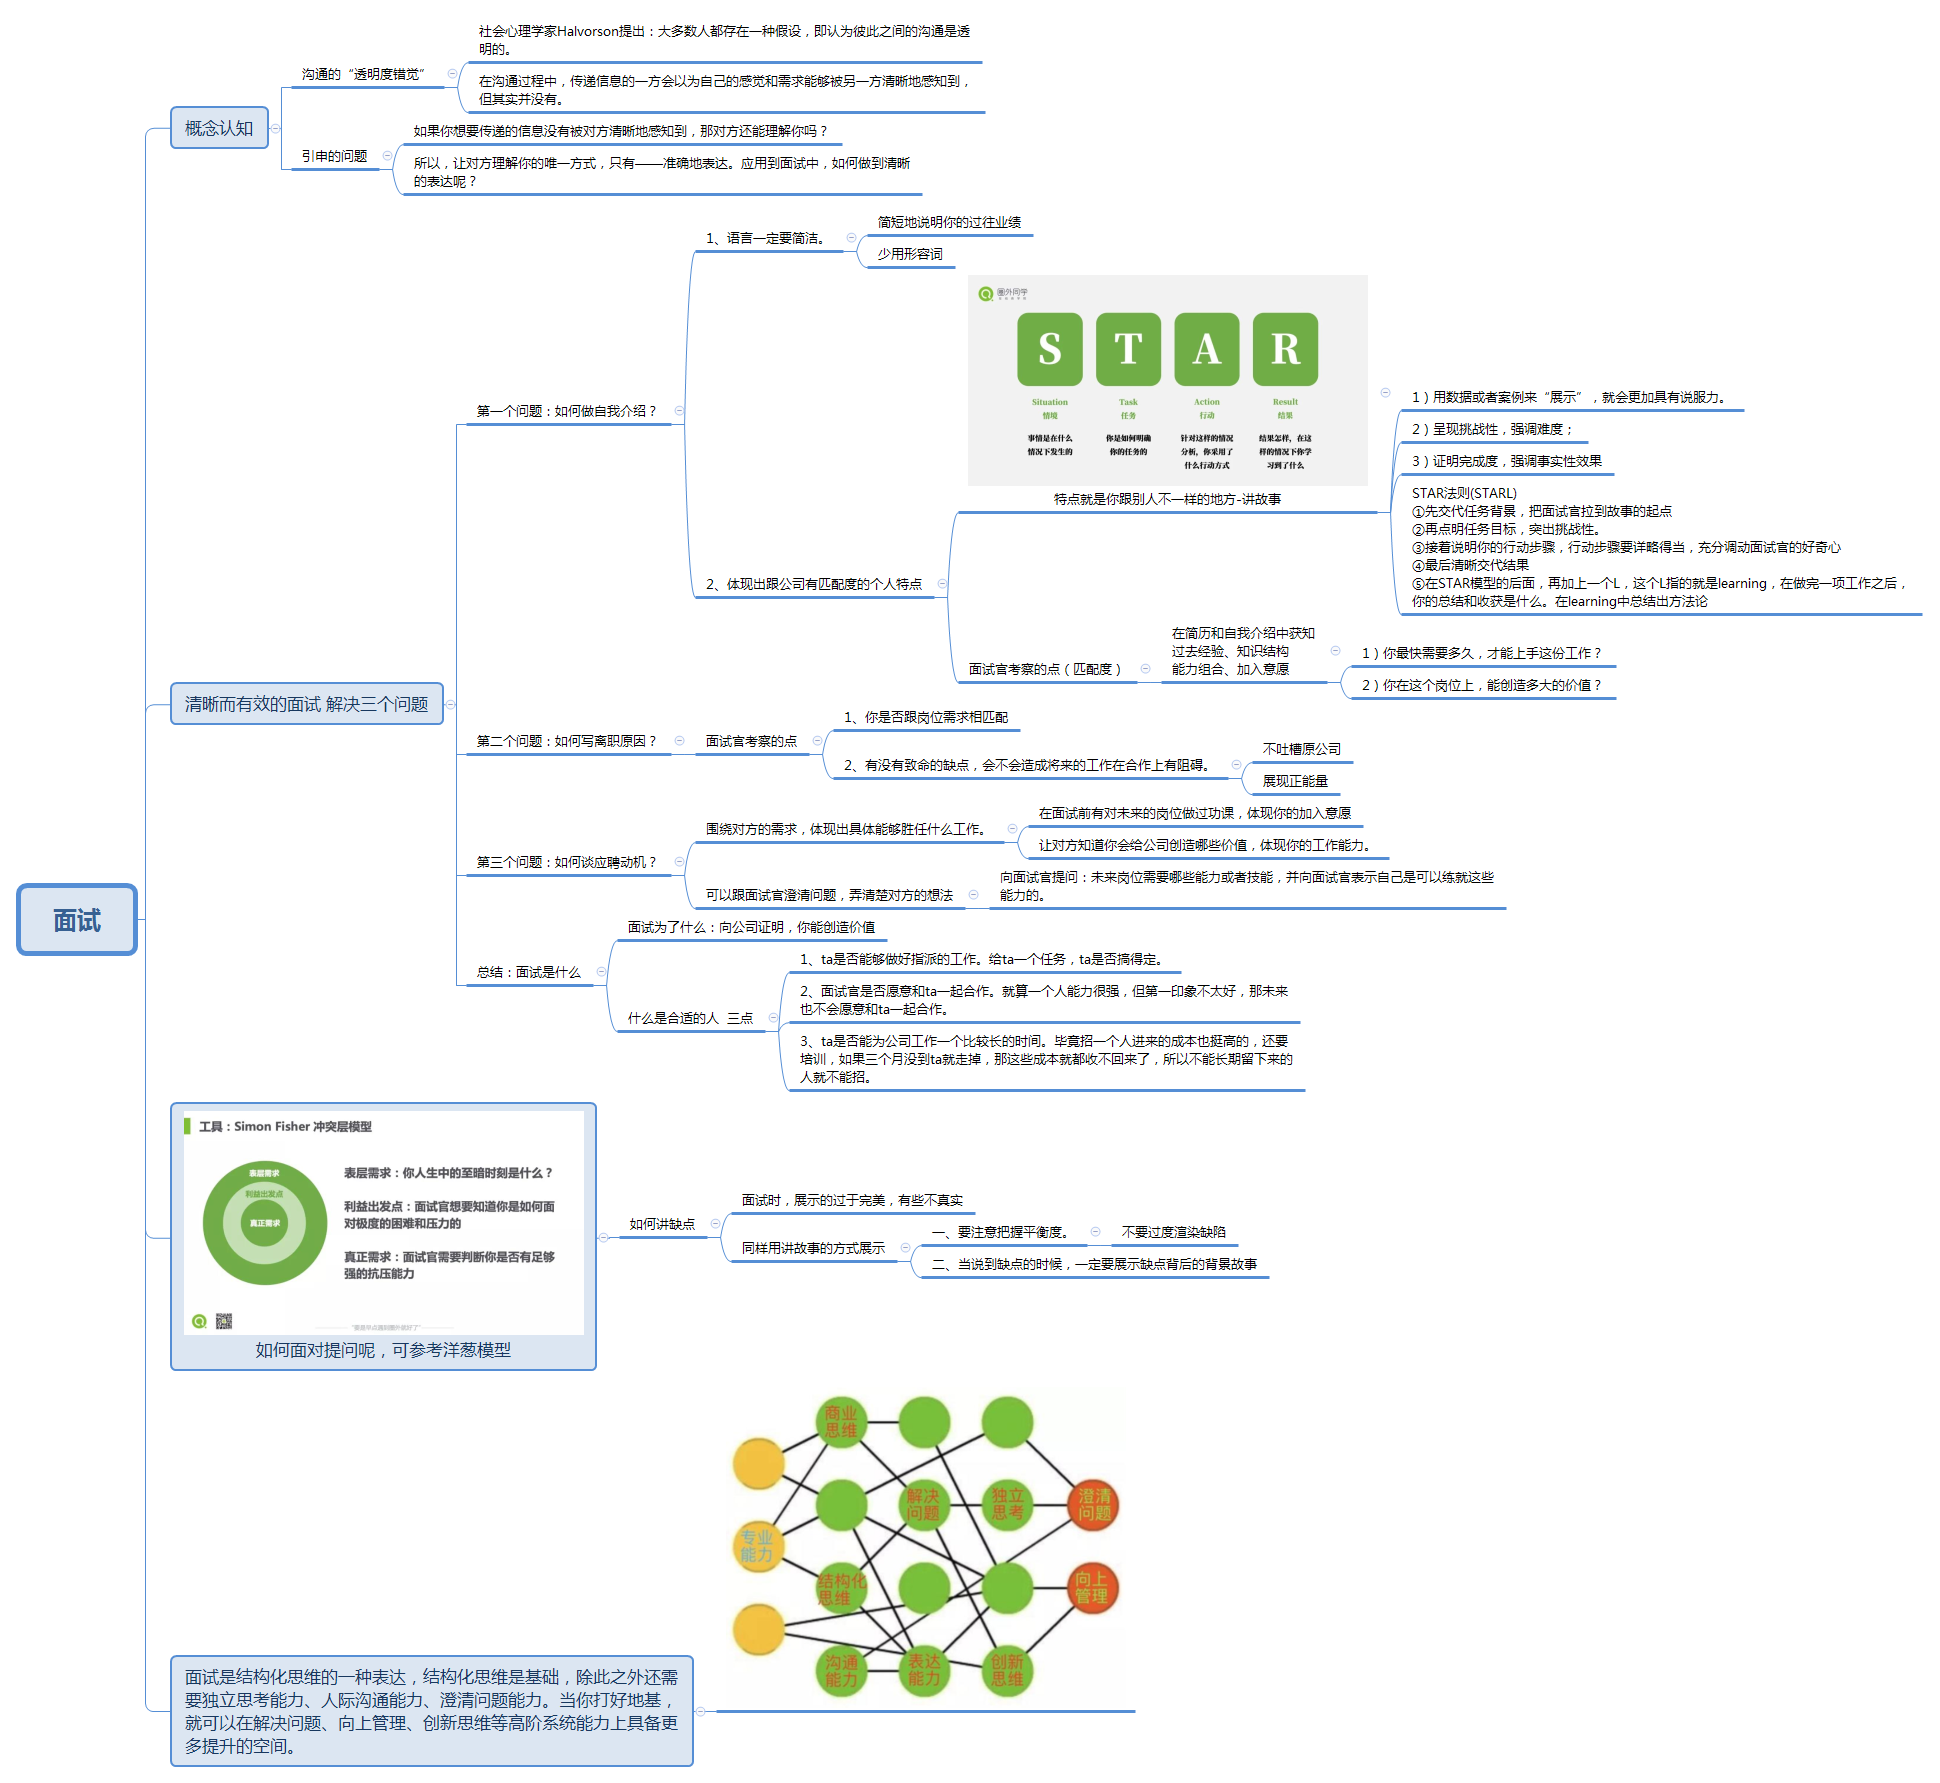 面试
概念认知
沟通的“透明度错觉”
社会心理学家Halvorson提出：大多数人都存在一种假设，即认为彼此之间的沟通是透
明的。
在沟通过程中，传递信息的一方会以为自己的感觉和需求能够被另一方清晰地感知到，
但其实并没有。
引申的问题
如果你想要传递的信息没有被对方清晰地感知到，那对方还能理解你吗？
所以，让对方理解你的唯一方式，只有——准确地表达。应用到面试中，如何做到清晰
的表达呢？
清晰而有效的面试 解决三个问题
第一个问题：如何做自我介绍？
1、语言一定要简洁。
简短地说明你的过往业绩
少用形容词
2、体现出跟公司有匹配度的个人特点
圈外同学
S T A R
Situation Task Action Result
情境 任务 行动 结果
事情是在什么 你是如何明确 针对这样的情况 结果怎样，在这
情况下发生的 你的任务的 分析，你采用了 样的情况下你学
什么行动方式 习到了什么
特点就是你跟别人不一样的地方-讲故事
1）用数据或者案例来“展示”，就会更加具有说服力。
2）呈现挑战性，强调难度；
3）证明完成度，强调事实性效果
STAR法则(STARL)
①先交代任务背景，把面试官拉到故事的起点
②再点明任务目标，突出挑战性。
③接着说明你的行动步骤，行动步骤要详略得当，充分调动面试官的好奇心
④最后清晰交代结果
⑤在STAR模型的后面，再加上一个L，这个L指的就是learning，在做完一项工作之后，
你的总结和收获是什么。在learning中总结出方法论
面试官考察的点（匹配度）
在简历和自我介绍中获知
过去经验、知识结构
能力组合、加入意愿
1）你最快需要多久，才能上手这份工作？
2）你在这个岗位上，能创造多大的价值？
第二个问题：如何写离职原因？
面试官考察的点
1、你是否跟岗位需求相匹配
2、有没有致命的缺点，会不会造成将来的工作在合作上有阻碍。
不吐槽原公司
展现正能量
第三个问题：如何谈应聘动机？
围绕对方的需求，体现出具体能够胜任什么工作。
在面试前有对未来的岗位做过功课，体现你的加入意愿
让对方知道你会给公司创造哪些价值，体现你的工作能力。
可以跟面试官澄清问题，弄清楚对方的想法
向面试官提问：未来岗位需要哪些能力或者技能，并向面试官表示自己是可以练就这些
能力的。
总结：面试是什么
面试为了什么：向公司证明，你能创造价值
什么是合适的人 三点
1、ta是否能够做好指派的工作。给ta一个任务，ta是否搞得定。
2、面试官是否愿意和ta一起合作。就算一个人能力很强，但第一印象不太好，那未来
也不会愿意和ta一起合作。
3、ta是否能为公司工作一个比较长的时间。毕竟招一个人进来的成本也挺高的，还要
培训，如果三个月没到ta就走掉，那这些成本就都收不回来了，所以不能长期留下来的
人就不能招。
工具：Simon Fisher 冲突层模型
表层需求
利益出发点
真正需求
表层需求：你人生中的至暗时刻是什么？
利益出发点：面试官想要知道你是如何面
对极度的困难和压力的
真正需求：面试官需要判断你是否有足够
强的抗压能力
如何面对提问呢，可参考洋葱模型
如何讲缺点
面试时，展示的过于完美，有些不真实
同样用讲故事的方式展示
一、要注意把握平衡度。
不要过度渲染缺陷
二、当说到缺点的时候，一定要展示缺点背后的背景故事
面试是结构化思维的一种表达，结构化思维是基础，除此之外还需
要独立思考能力、人际沟通能力、澄清问题能力。当你打好地基，
就可以在解决问题、向上管理、创新思维等高阶系统能力上具备更
多提升的空间。
商业
思维
解决
问题
独立
思考
澄清
问题
专业
能力
结构化
思维
向上
管理
沟通
能力
表达
能力
创新
思维